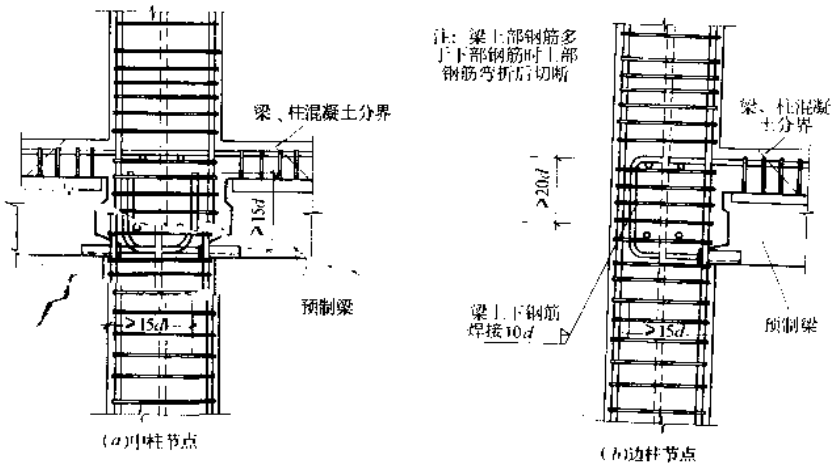 注：梁上部钢筋多
于下部钢筋时上部
钢筋弯折后切断
梁、柱混凝土分界
梁、柱混凝
土分界
≥15d
≥20d
预制梁
≥15d
梁上下钢筋
焊接10d
≥15d
预制梁
(a)中柱节点
(b)边柱节点